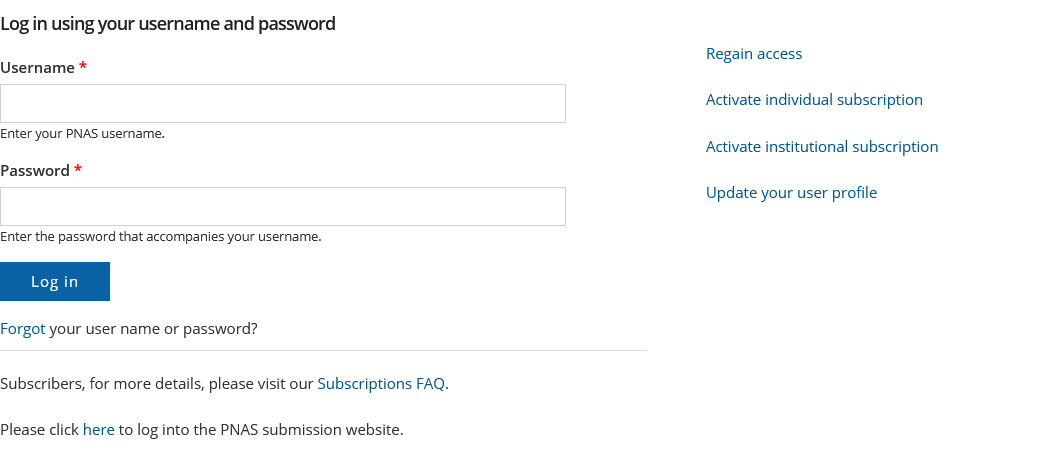 Log in using your username and password
Username *
Enter your PNAS username.
Password *
Enter the password that accompanies your username.
Log in
Forgot your user name or password?
Subscribers, for more details, please visit our Subscriptions FAQ.
Please click here to log into the PNAS submission website.
Regain access
Activate individual subscription
Activate institutional subscription
Update your user profile